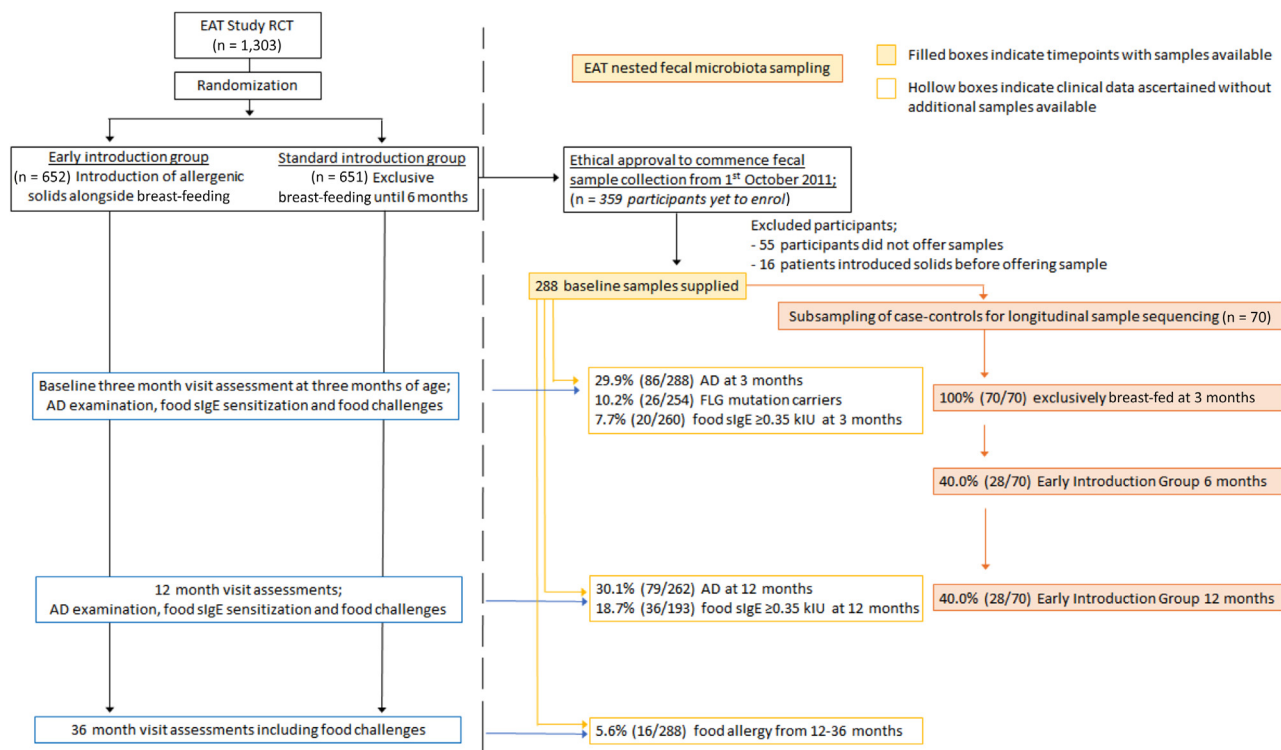 EAT Study RCT
(n = 1,303)
Randomization
Early introduction group
(n = 652) Introduction of allergenic
solids alongside breast-feeding
Standard introduction group
(n = 651) Exclusive
breast-feeding until 6 months
EAT nested fecal microbiota sampling
Filled boxes indicate timepoints with samples available
Hollow boxes indicate clinical data ascertained without
additional samples available
Ethical approval to commence fecal
sample collection from 1st October 2011;
(n = 359 participants yet to enrol)
Excluded participants;
- 55 participants did not offer samples
- 16 patients introduced solids before offering sample
288 baseline samples supplied
Subsampling of case-controls for longitudinal sample sequencing (n = 70)
Baseline three month visit assessment at three months of age;
AD examination, food sIgE sensitization and food challenges
29.9% (86/288) AD at 3 months
10.2% (26/254) FLG mutation carriers
7.7% (20/260) food sIgE ≥0.35 kIU at 3 months
100% (70/70) exclusively breast-fed at 3 months
40.0% (28/70) Early Introduction Group 6 months
12 month visit assessments;
AD examination, food sIgE sensitization and food challenges
30.1% (79/262) AD at 12 months
18.7% (36/193) food sIgE ≥0.35 kIU at 12 months
40.0% (28/70) Early Introduction Group 12 months
36 month visit assessments including food challenges
5.6% (16/288) food allergy from 12-36 months